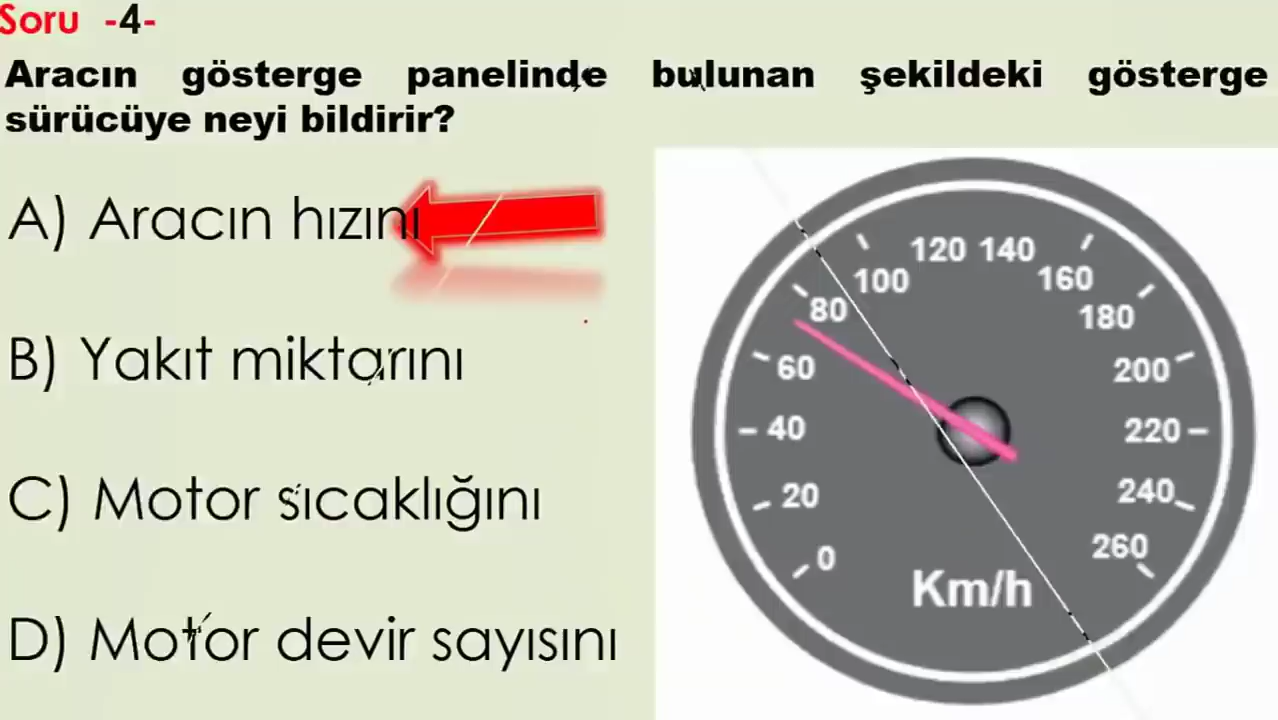 Soru -4-
Aracın gösterge panelinde bulunan şekildeki gösterge
sürücüye neyi bildirir?
A) Aracın hızını
B) Yakıt miktarını
C) Motor sıcaklığını
D) Motor devir sayısını
120 140
100 160
80 180
60 200
40 220
20 240
0 260
Km/h